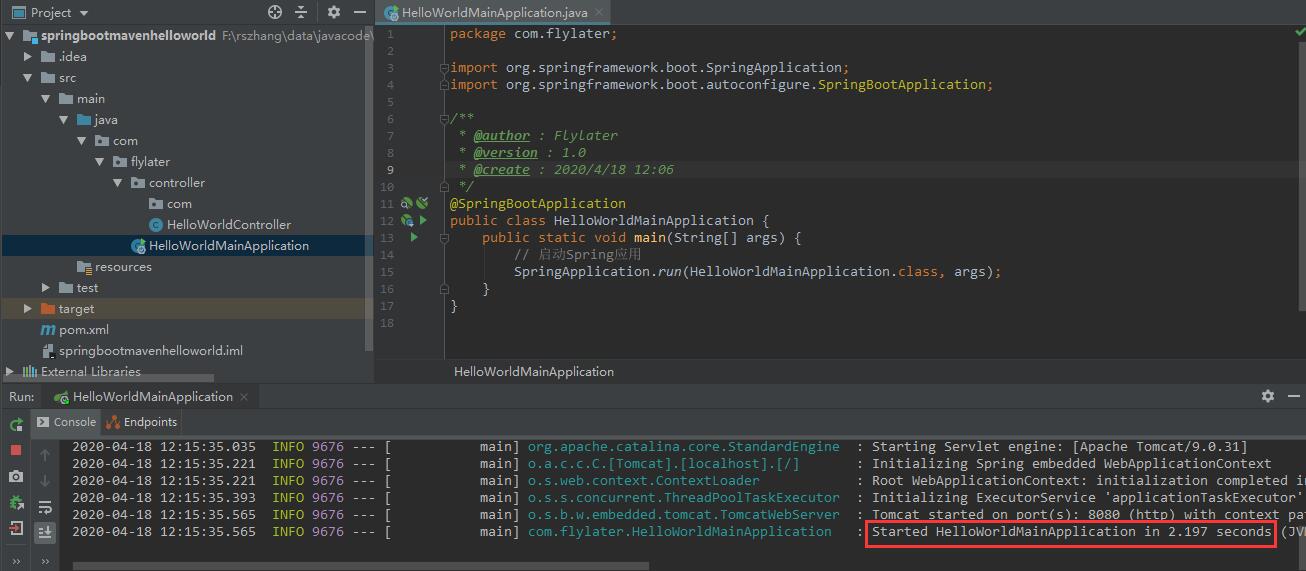 Project
springbootmavenhelloworld F:\rszhang\data\javacode\
.idea
src
main
java
com
flylater
controller
com
HelloWorldController
HelloWorldMainApplication
resources
test
target
pom.xml
springbootmavenhelloworld.iml
External Libraries
HelloWorldMainApplication.java
1 package com.flylater;
2
3 import org.springframework.boot.SpringApplication;
4 import org.springframework.boot.autoconfigure.SpringBootApplication;
5
6 /**
7 * @author : Flylater
8 * @version : 1.0
9 * @create : 2020/4/18 12:06
10 */
11 @SpringBootApplication
12 public class HelloWorldMainApplication {
13 public static void main(String[] args) {
14 // 启动Spring应用
15 SpringApplication.run(HelloWorldMainApplication.class, args);
16 }
17 }
18
HelloWorldMainApplication
Run: HelloWorldMainApplication
Console Endpoints
2020-04-18 12:15:35.035 INFO 9676 --- [ main] org.apache.catalina.core.StandardEngine : Starting Servlet engine: [Apache Tomcat/9.0.31]
2020-04-18 12:15:35.221 INFO 9676 --- [ main] o.a.c.c.C.[Tomcat].[localhost].[/] : Initializing Spring embedded WebApplicationContext
2020-04-18 12:15:35.221 INFO 9676 --- [ main] o.s.web.context.ContextLoader : Root WebApplicationContext: initialization completed in
2020-04-18 12:15:35.393 INFO 9676 --- [ main] o.s.s.concurrent.ThreadPoolTaskExecutor : Initializing ExecutorService 'applicationTaskExecutor'
2020-04-18 12:15:35.565 INFO 9676 --- [ main] o.s.b.w.embedded.tomcat.TomcatWebServer : Tomcat started on port(s): 8080 (http) with context pa
2020-04-18 12:15:35.565 INFO 9676 --- [ main] com.flylater.HelloWorldMainApplication : Started HelloWorldMainApplication in 2.197 seconds (JV